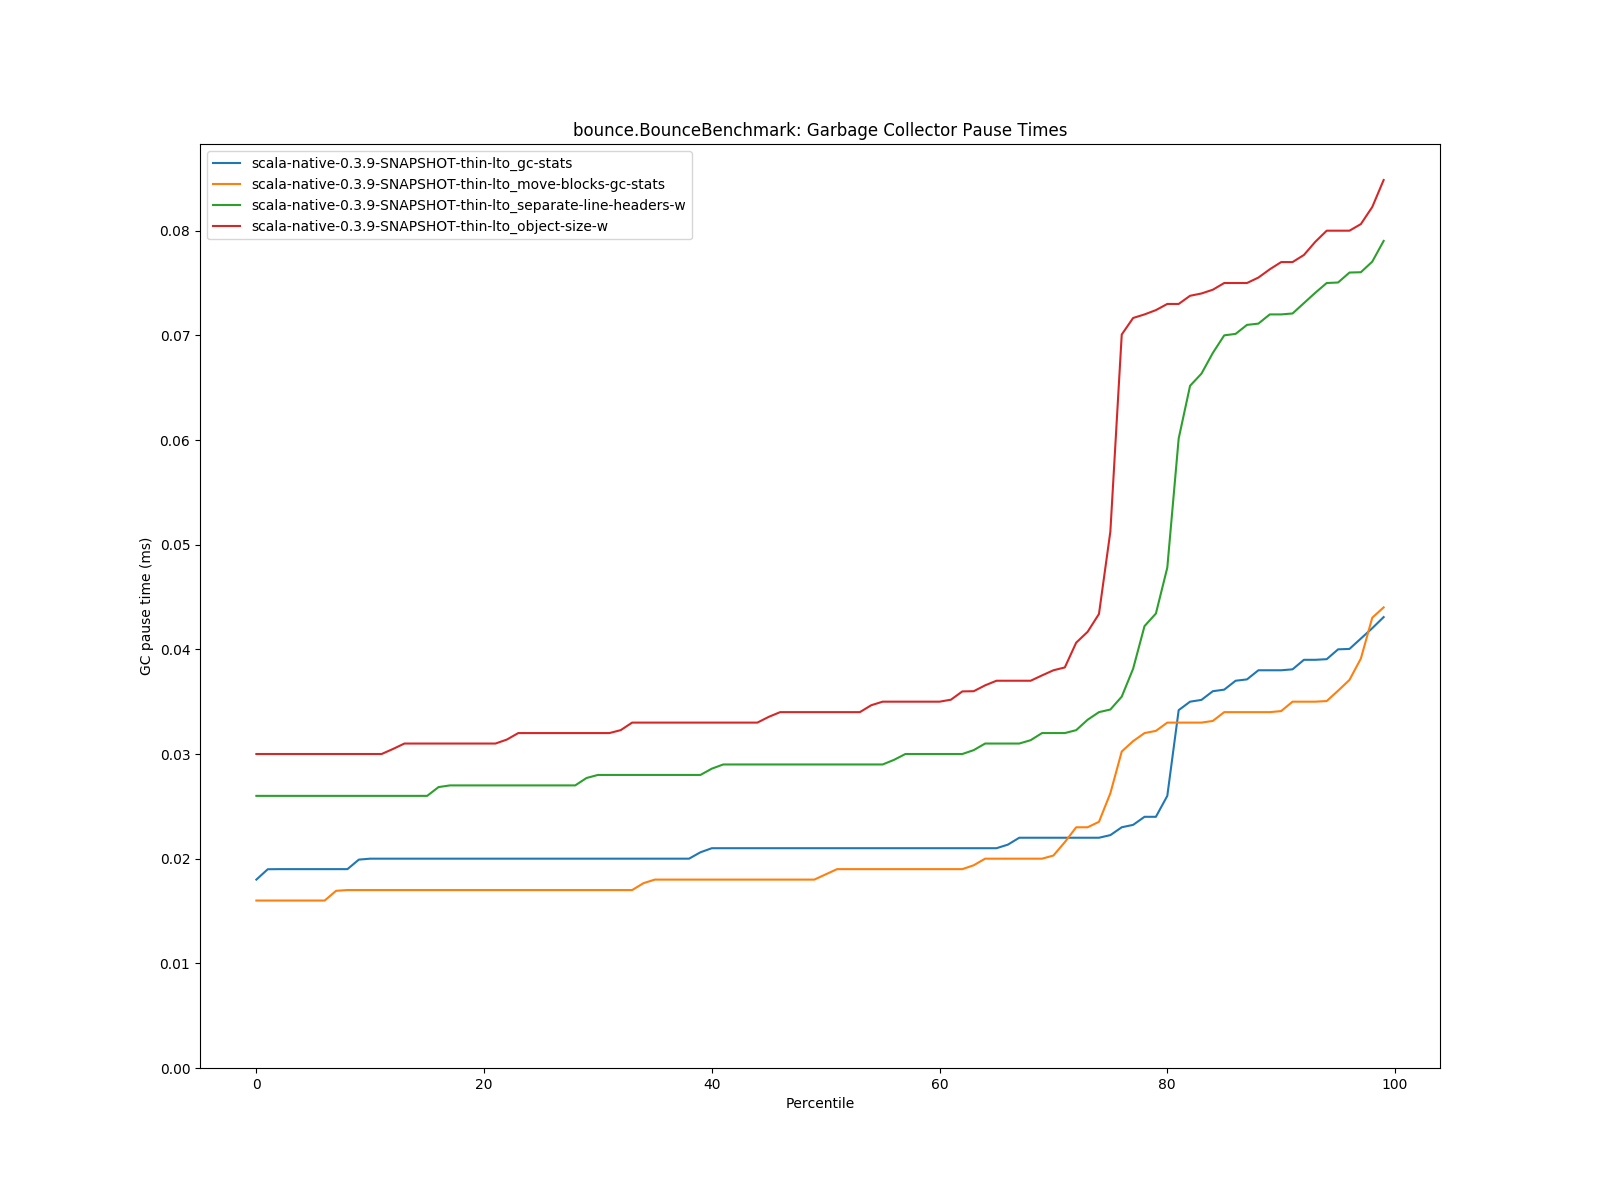 bounce.BounceBenchmark: Garbage Collector Pause Times
scala-native-0.3.9-SNAPSHOT-thin-lto_gc-stats
scala-native-0.3.9-SNAPSHOT-thin-lto_move-blocks-gc-stats
scala-native-0.3.9-SNAPSHOT-thin-lto_separate-line-headers-w
scala-native-0.3.9-SNAPSHOT-thin-lto_object-size-w
0.08
0.07
0.06
0.05
0.04
0.03
0.02
0.01
0.00
GC pause time (ms)
0 20 40 60 80 100
Percentile